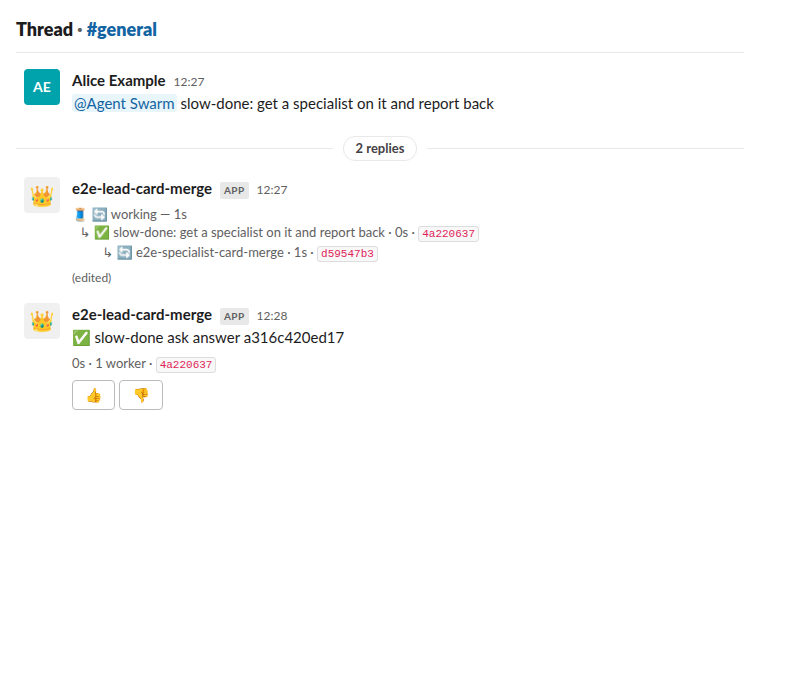 Thread • #general
AE
Alice Example 12:27
@Agent Swarm slow-done: get a specialist on it and report back
2 replies
e2e-lead-card-merge APP 12:27
🧵 🔄 working — 1s
↳ ✅ slow-done: get a specialist on it and report back · 0s · 4a220637
↳ 🔄 e2e-specialist-card-merge · 1s · d59547b3
(edited)
e2e-lead-card-merge APP 12:28
✅ slow-done ask answer a316c420ed17
0s · 1 worker · 4a220637
👍 👎